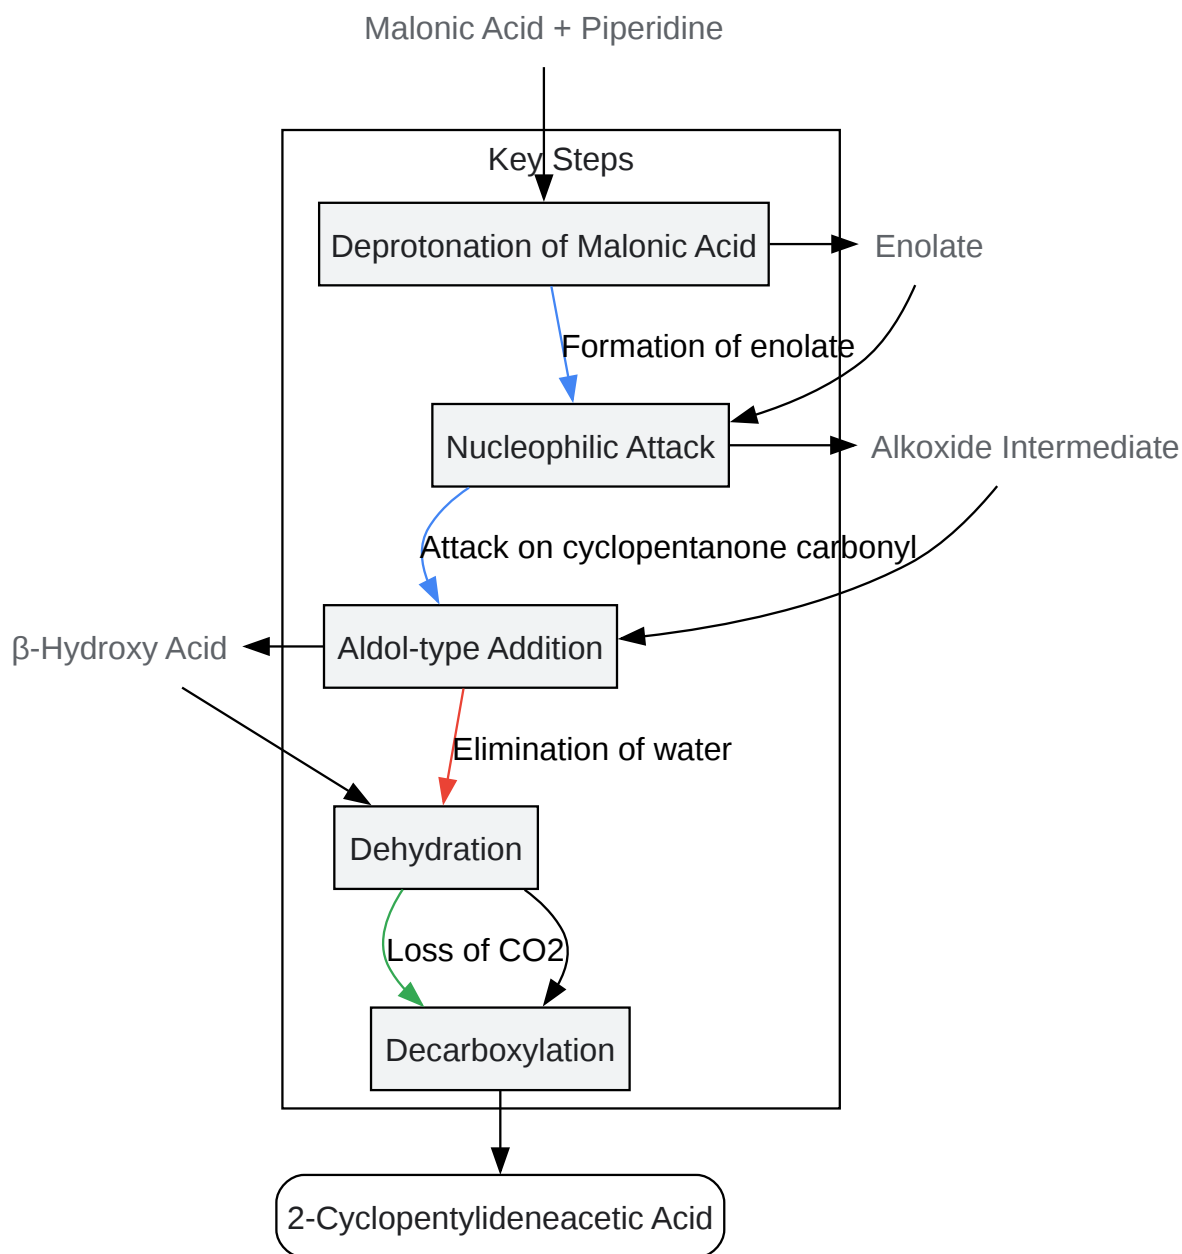 Malonic Acid + Piperidine
Key Steps
Deprotonation of Malonic Acid
Enolate
Formation of enolate
Nucleophilic Attack
Alkoxide Intermediate
Attack on cyclopentanone carbonyl
β-Hydroxy Acid
Aldol-type Addition
Elimination of water
Dehydration
Loss of CO2
Decarboxylation
2-Cyclopentylideneacetic Acid